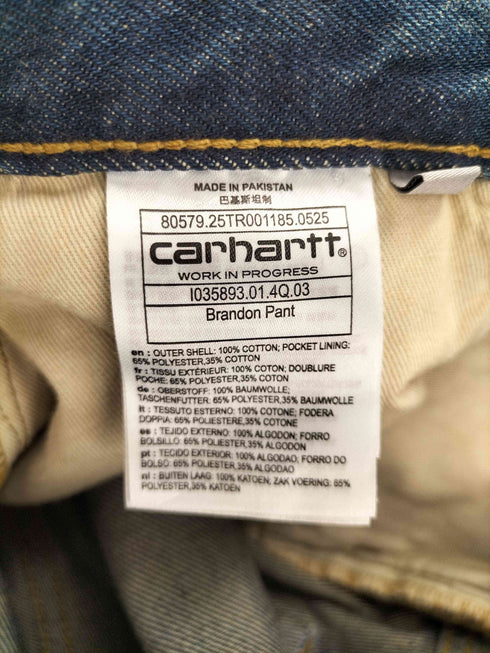 MADE IN PAKISTAN
巴基斯坦制
80579.25TR001185.0525
carhartt®
WORK IN PROGRESS
I035893.01.4Q.03
Brandon Pant
en : OUTER SHELL: 100% COTTON; POCKET LINING:
65% POLYESTER,35% COTTON
fr : TISSU EXTÉRIEUR: 100% COTON; DOUBLURE
POCHE: 65% POLYESTER,35% COTON
de : OBERSTOFF: 100% BAUMWOLLE;
TASCHENFUTTER: 65% POLYESTER,35% BAUMWOLLE
it : TESSUTO ESTERNO: 100% COTONE; FODERA
DOPPIA: 65% POLIESTERE,35% COTONE
es : TEJIDO EXTERNO: 100% ALGODON; FORRO
BOLSILLO: 65% POLIESTER,35% ALGODON
pt : TECIDO EXTERIOR: 100% ALGODAO; FORRO DO
BOLSO: 65% POLIESTER,35% ALGODAO
nl : BUITEN LAAG: 100% KATOEN; ZAK VOERING: 65%
POLYESTER,35% KATOEN